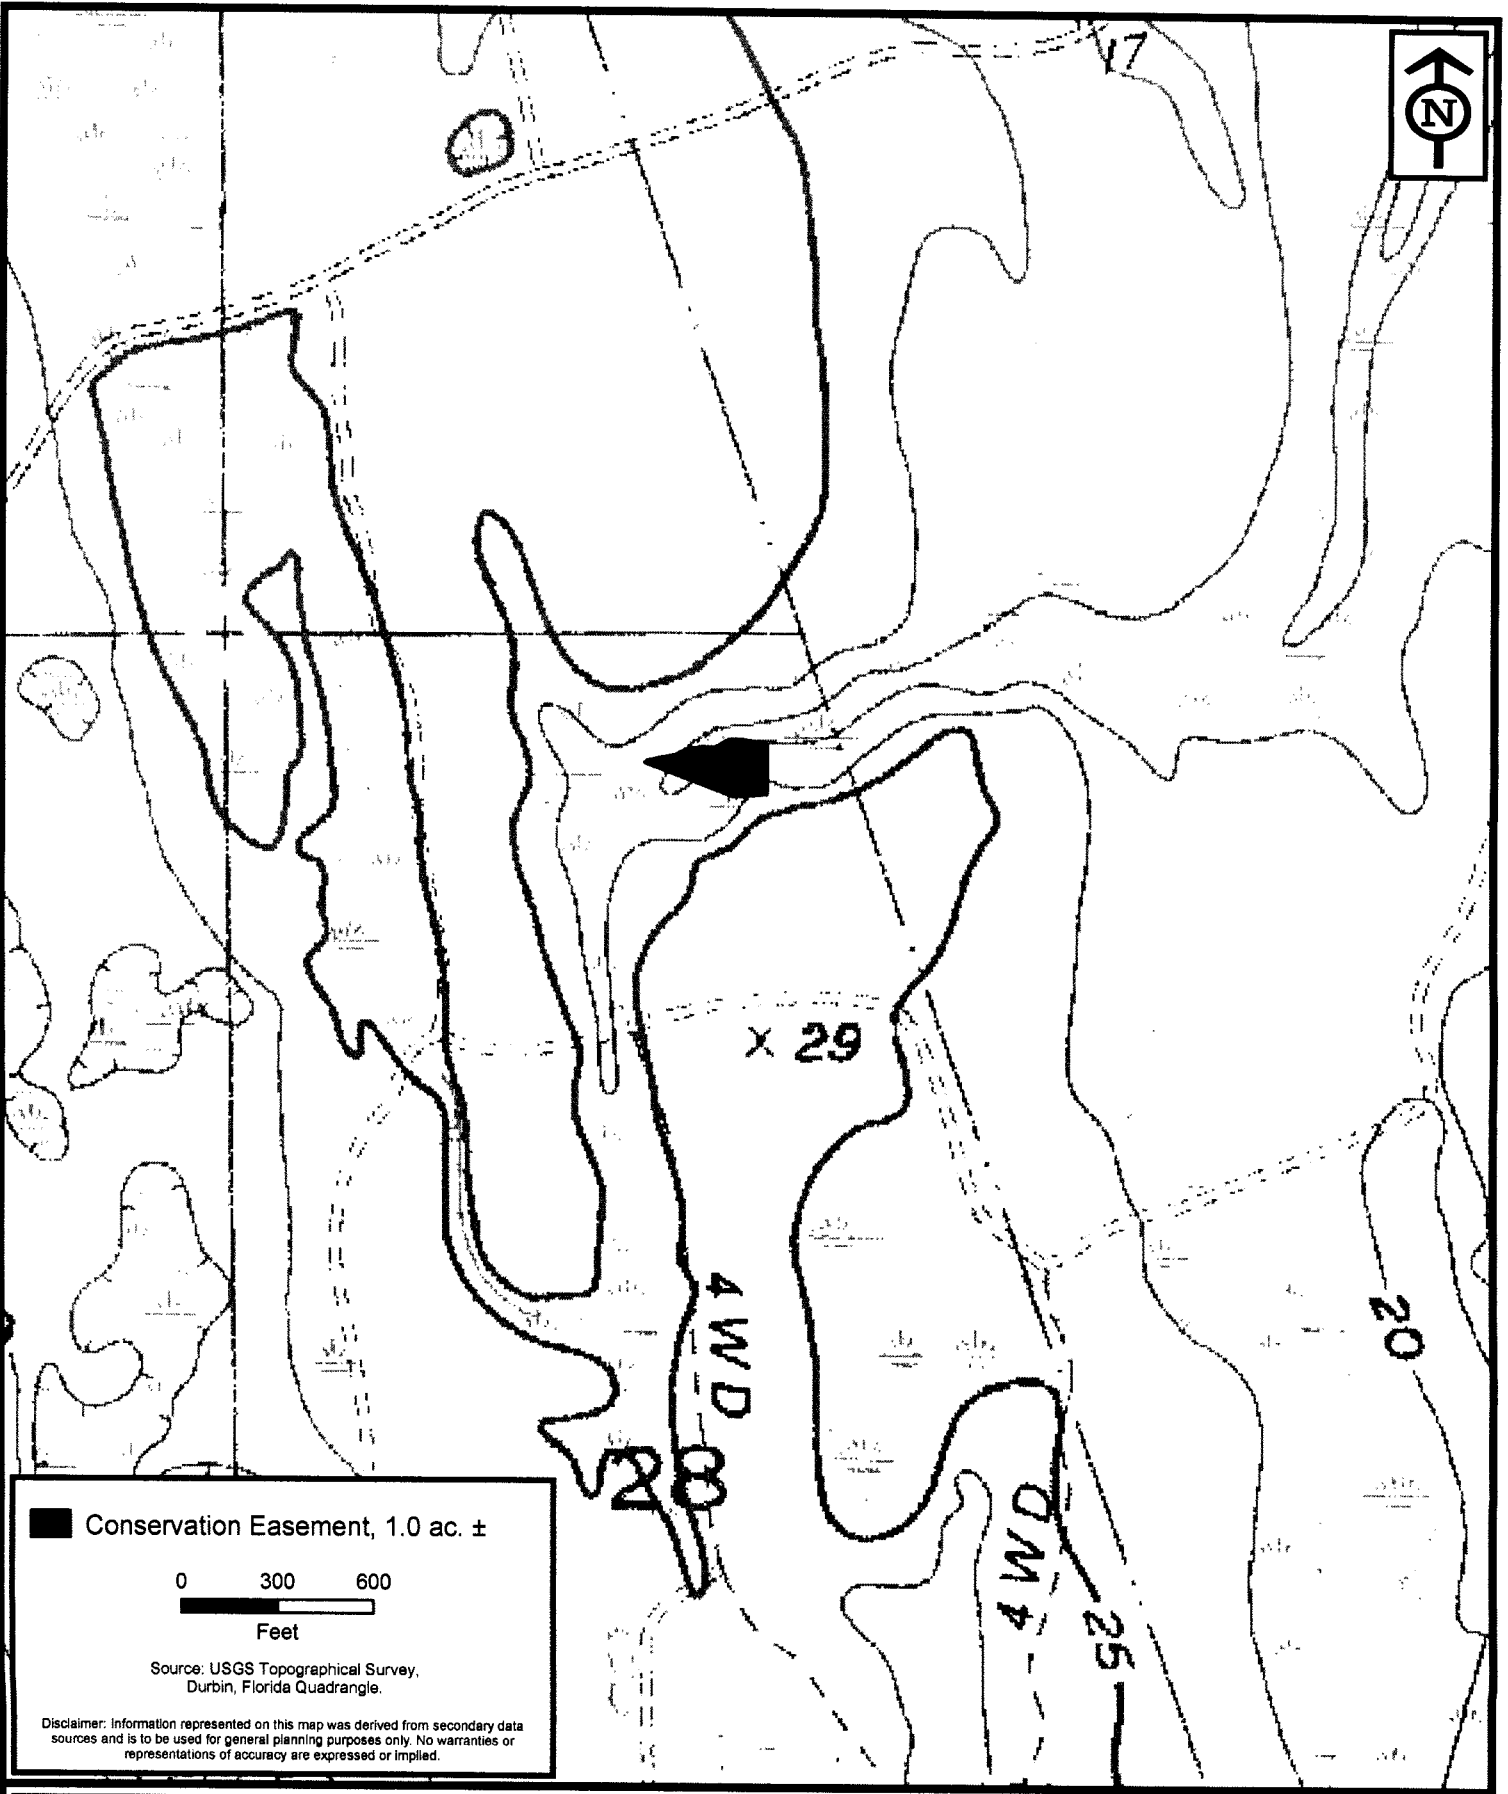 17
N
× 29
4WD
20
28
4WD
25
Conservation Easement, 1.0 ac. ±
0 300 600
Feet
Source: USGS Topographical Survey,
Durbin, Florida Quadrangle.
Disclaimer: Information represented on this map was derived from secondary data
sources and is to be used for general planning purposes only. No warranties or
representations of accuracy are expressed or implied.